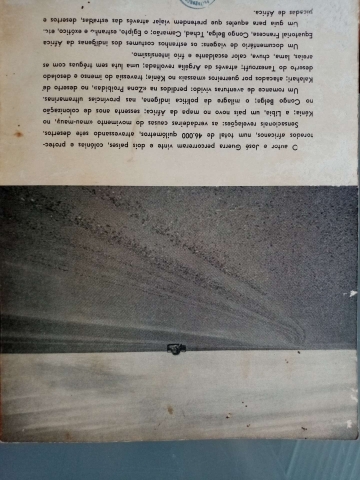 O autor e José Guerra percorreram vinte e dois países, colónias e protec-
torados africanos, num total de 40.000 quilómetros, atravessando sete desertos.
Sensacionais revelações: as verdadeiras causas do movimento «mau-mau», no
Kénia; a Líbia, um país novo no mapa de África; sessenta anos de colonização
no Congo Belga; o milagre da política indígena, nas províncias ultramarinas.
Um romance de aventuras vivido: perdidos na «Zona Proibida», no deserto de
Kalahari; atacados por guerreiros «massais» no Kénia; travessia do imenso e desolado
deserto do Tanezrouft; através da Argélia revoltada; uma luta sem tréguas com as
areias, lama, chuva, calor escaldante e frio intensíssimo.
Um documentário de viagens: os estranhos costumes dos indígenas da África
Equatorial Francesa, Congo Belga, Tchad, Camarão; o Egipto, estranho e exótico, etc.
Um guia para aqueles que pretendem viajar através das estradas, desertos e
picadas de África.